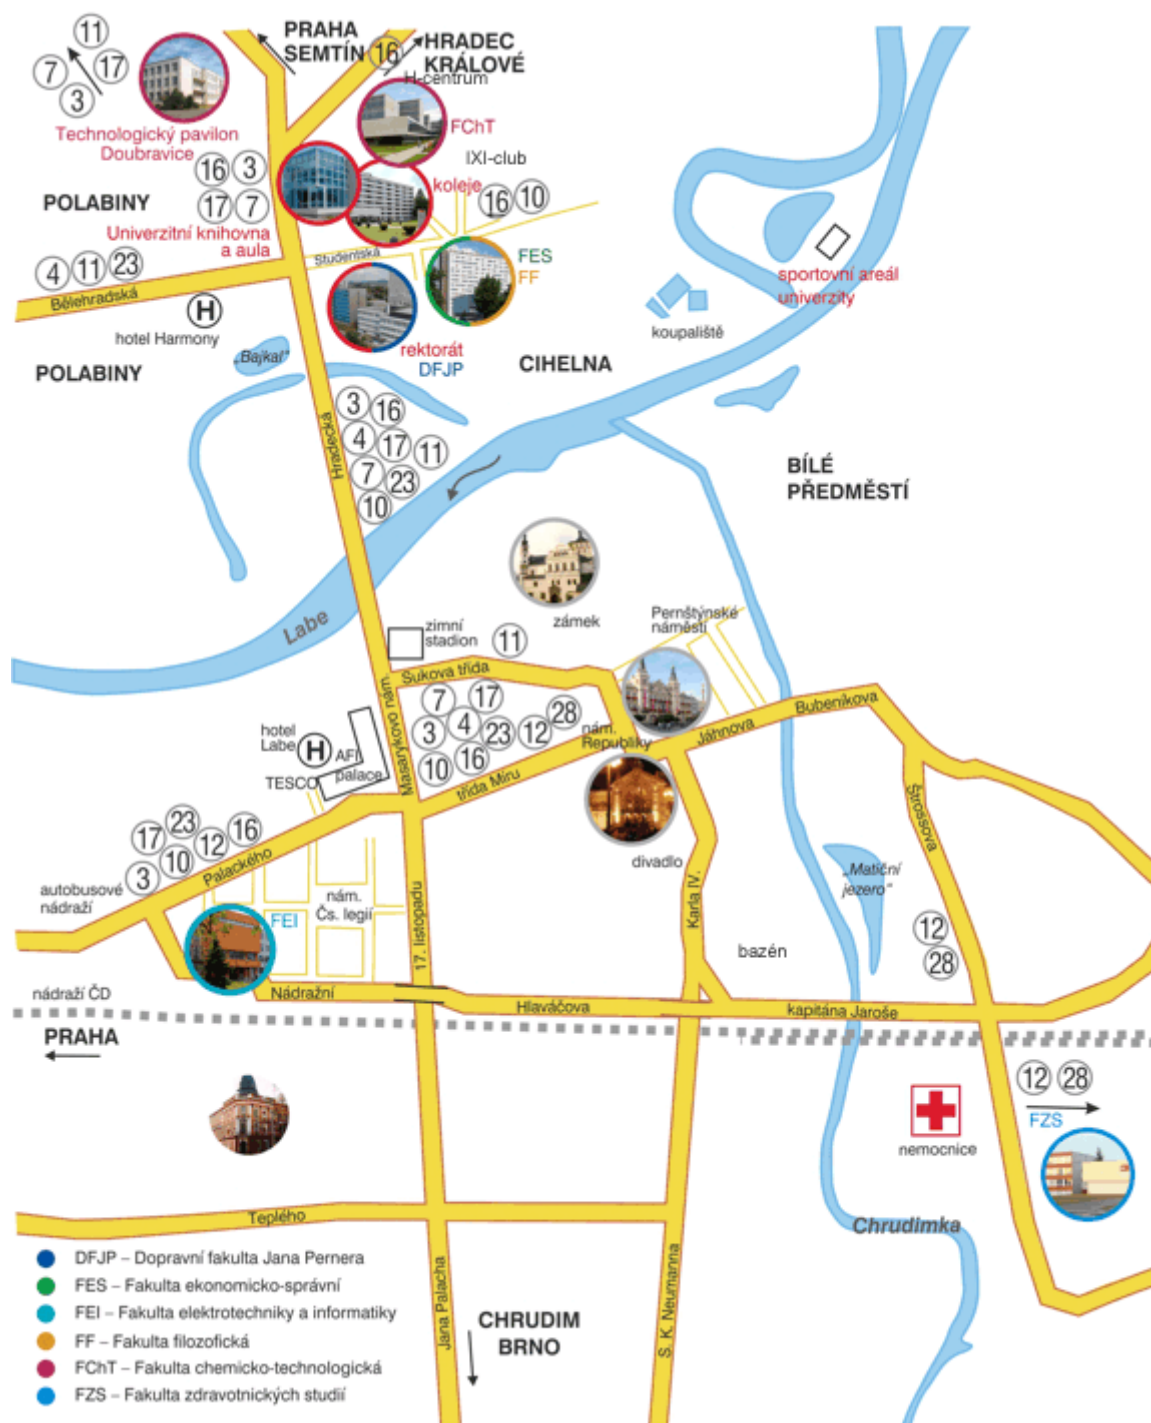 PRAHA
SEMTÍN
16
HRADEC
KRÁLOVÉ
H-centrum
11
7
17
3
Technologický pavilon
Doubravice
FChT
IXI-club
koleje
16 10
16 3
17 7
POLABINY
Univerzitní knihovna
a aula
Studentská
FES
FF
4 11 23
Bělehradská
H
hotel Harmony
rektorát
DFJP
sportovní areál
univerzity
koupaliště
POLABINY
„Bajkal“
CIHELNA
Hradecká
3 16
4 17 11
7 23
10
BÍLÉ
PŘEDMĚSTÍ
Labe
zámek
zimní
stadion
11
Pernštýnské
náměstí
Sukova třída
Masarykovo nám.
7 17
3 4 23 12 28
10 16
nám.
Republiky
Jáhnova
Bubeníkova
hotel
Labe
H
AFI
palace
TESCO
třída Míru
Štrossova
17 23 12 16
3 10
Palackého
autobusové
nádraží
divadlo
„Matiční
jezero“
FEI
nám.
Čs. legií
17. listopadu
Karla IV.
bazén
12
28
nádraží ČD
Nádražní
Hlaváčova
kapitána Jaroše
PRAHA
12 28
FZS
nemocnice
Teplého
Chrudimka
Jana Palacha
S. K. Neumanna
CHRUDIM
BRNO
DFJP – Dopravní fakulta Jana Pernera
FES – Fakulta ekonomicko-správní
FEI – Fakulta elektrotechniky a informatiky
FF – Fakulta filozofická
FChT – Fakulta chemicko-technologická
FZS – Fakulta zdravotnických studií